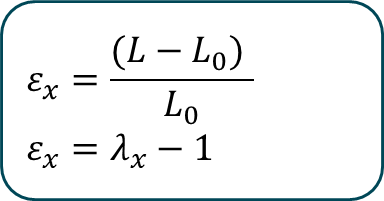 εₓ = (L − L₀) / L₀
εₓ = λₓ − 1